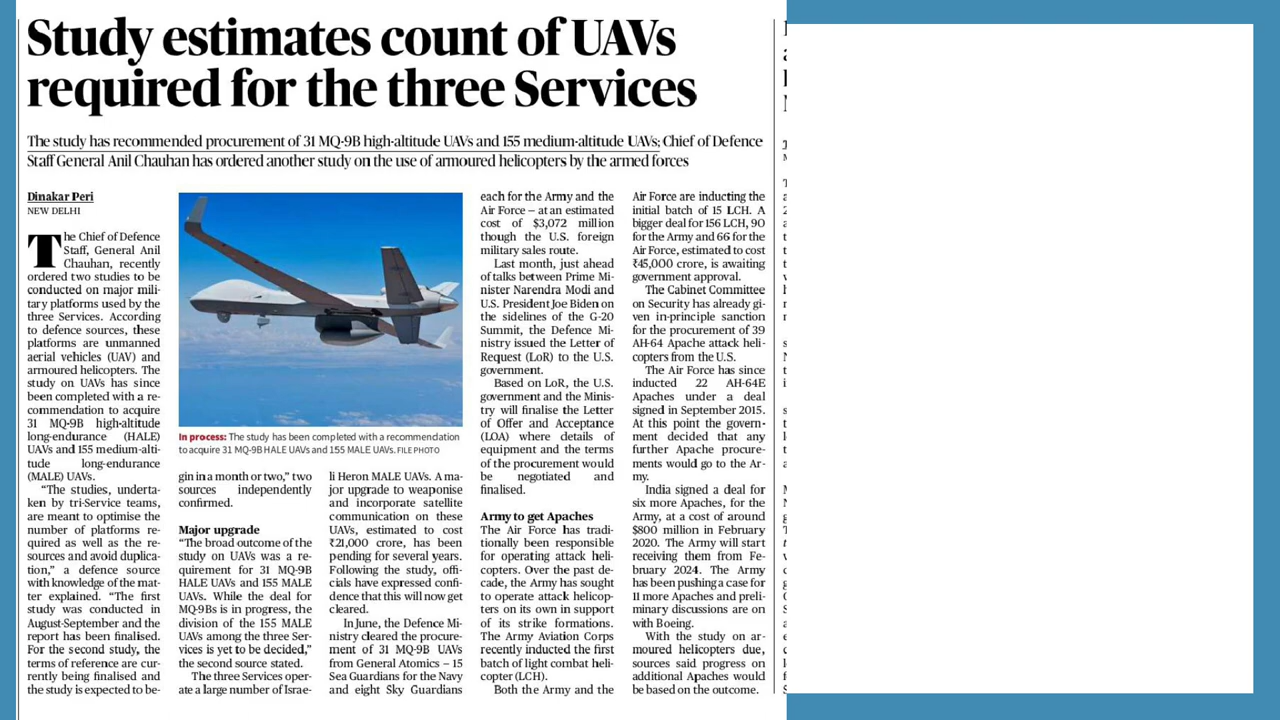 Study estimates count of UAVs
required for the three Services
The study has recommended procurement of 31 MQ-9B high-altitude UAVs and 155 medium-altitude UAVs; Chief of Defence
Staff General Anil Chauhan has ordered another study on the use of armoured helicopters by the armed forces
Dinakar Peri
NEW DELHI
The Chief of Defence
Staff, General Anil
Chauhan, recently
ordered two studies to be
conducted on major mili-
tary platforms used by the
three Services. According
to defence sources, these
platforms are unmanned
aerial vehicles (UAV) and
armoured helicopters. The
study on UAVs has since
been completed with a re-
commendation to acquire
31 MQ-9B high-altitude
long-endurance (HALE)
UAVs and 155 medium-alti-
tude long-endurance
(MALE) UAVs.
“The studies, underta-
ken by tri-Service teams,
are meant to optimise the
number of platforms re-
quired as well as the re-
sources and avoid duplica-
tion,” a defence source
with knowledge of the mat-
ter explained. “The first
study was conducted in
August-September and the
report has been finalised.
For the second study, the
terms of reference are cur-
rently being finalised and
the study is expected to be-
In process: The study has been completed with a recommendation
to acquire 31 MQ-9B HALE UAVs and 155 MALE UAVs. FILE PHOTO
gin in a month or two,” two
sources independently
confirmed.
Major upgrade
“The broad outcome of the
study on UAVs was a re-
quirement for 31 MQ-9B
HALE UAVs and 155 MALE
UAVs. While the deal for
MQ-9Bs is in progress, the
division of the 155 MALE
UAVs among the three Ser-
vices is yet to be decided,”
the second source stated.
The three Services oper-
ate a large number of Israe-
li Heron MALE UAVs. A ma-
jor upgrade to weaponise
and incorporate satellite
communication on these
UAVs, estimated to cost
₹21,000 crore, has been
pending for several years.
Following the study, offi-
cials have expressed confi-
dence that this will now get
cleared.
In June, the Defence Mi-
nistry cleared the procure-
ment of 31 MQ-9B UAVs
from General Atomics – 15
Sea Guardians for the Navy
and eight Sky Guardians
each for the Army and the
Air Force – at an estimated
cost of $3,072 million
though the U.S. foreign
military sales route.
Last month, just ahead
of talks between Prime Mi-
nister Narendra Modi and
U.S. President Joe Biden on
the sidelines of the G-20
Summit, the Defence Mi-
nistry issued the Letter of
Request (LoR) to the U.S.
government.
Based on LoR, the U.S.
government and the Minis-
try will finalise the Letter
of Offer and Acceptance
(LOA) where details of
equipment and the terms
of the procurement would
be negotiated and
finalised.
Army to get Apaches
The Air Force has tradi-
tionally been responsible
for operating attack heli-
copters. Over the past de-
cade, the Army has sought
to operate attack helicop-
ters on its own in support
of its strike formations.
The Army Aviation Corps
recently inducted the first
batch of light combat heli-
copter (LCH).
Both the Army and the
Air Force are inducting the
initial batch of 15 LCH. A
bigger deal for 156 LCH, 90
for the Army and 66 for the
Air Force, estimated to cost
₹45,000 crore, is awaiting
government approval.
The Cabinet Committee
on Security has already gi-
ven in-principle sanction
for the procurement of 39
AH-64 Apache attack heli-
copters from the U.S.
The Air Force has since
inducted 22 AH-64E
Apaches under a deal
signed in September 2015.
At this point the govern-
ment decided that any
further Apache procure-
ments would go to the Ar-
my.
India signed a deal for
six more Apaches, for the
Army, at a cost of around
$800 million in February
2020. The Army will start
receiving them from Fe-
bruary 2024. The Army
has been pushing a case for
11 more Apaches and preli-
minary discussions are on
with Boeing.
With the study on ar-
moured helicopters due,
sources said progress on
additional Apaches would
be based on the outcome.